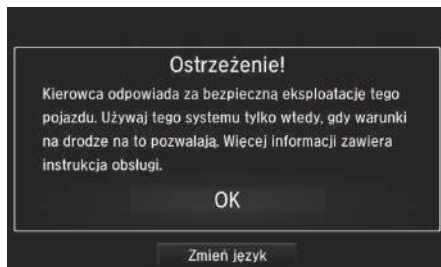 Ostrzeżenie!
Kierowca odpowiada za bezpieczną eksploatację tego
pojazdu. Używaj tego systemu tylko wtedy, gdy warunki
na drodze na to pozwalają. Więcej informacji zawiera
instrukcja obsługi.
OK
Zmień język